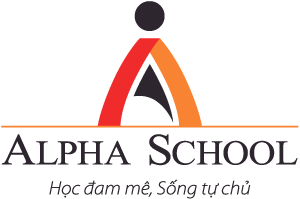 ALPHA SCHOOL
Học đam mê, Sống tự chủ